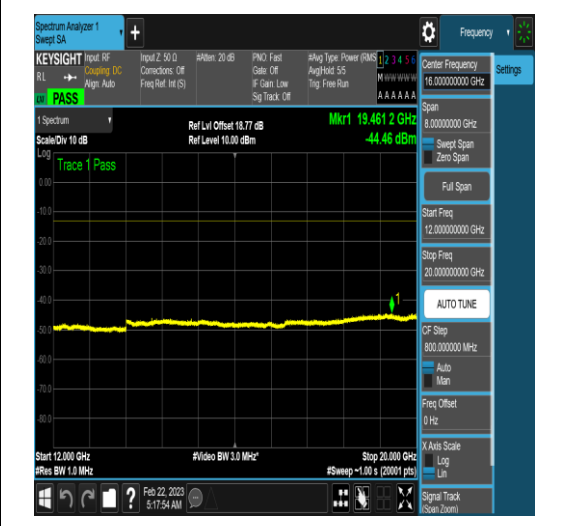 Spectrum Analyzer 1
Swept SA
Frequency
KEYSIGHT
Input: RF
Coupling: DC
Align: Auto
Input Z: 50 Ω
Corrections: Off
Freq Ref: Int (S)
#Atten: 20 dB
PNO: Fast
Gate: Off
IF Gain: Low
Sig Track: Off
#Avg Type: Power (RMS
Avg|Hold: 5/5
Trig: Free Run
1 2 3 4 5 6
M W W W W W
A A A A A A
R L
PASS
Center Frequency
16.000000000 GHz
Settings
Span
8.00000000 GHz
Swept Span
Zero Span
Full Span
Start Freq
12.000000000 GHz
Stop Freq
20.000000000 GHz
AUTO TUNE
CF Step
800.000000 MHz
Auto
Man
Freq Offset
0 Hz
X Axis Scale
Log
Lin
Signal Track
(Span Zoom)
1 Spectrum
Scale/Div 10 dB
Ref Lvl Offset 18.77 dB
Ref Level 10.00 dBm
Mkr1 19.461 2 GHz
-44.46 dBm
Log
Trace 1 Pass
0.00
-10.0
-20.0
-30.0
-40.0
-50.0
-60.0
-70.0
-80.0
1
Start 12.000 GHz
#Res BW 1.0 MHz
#Video BW 3.0 MHz*
Stop 20.000 GHz
#Sweep ~1.00 s (20001 pts)
Feb 22, 2023
5:17:54 AM